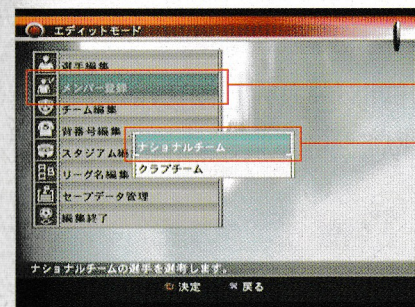 エディットモード
選手編集
メンバー登録
チーム編集
背番号編集
スタジアム編
ナショナルチーム
リーグ名編集
クラブチーム
セーブデータ管理
編集終了
ナショナルチームの選手を選考します。
決定 戻る